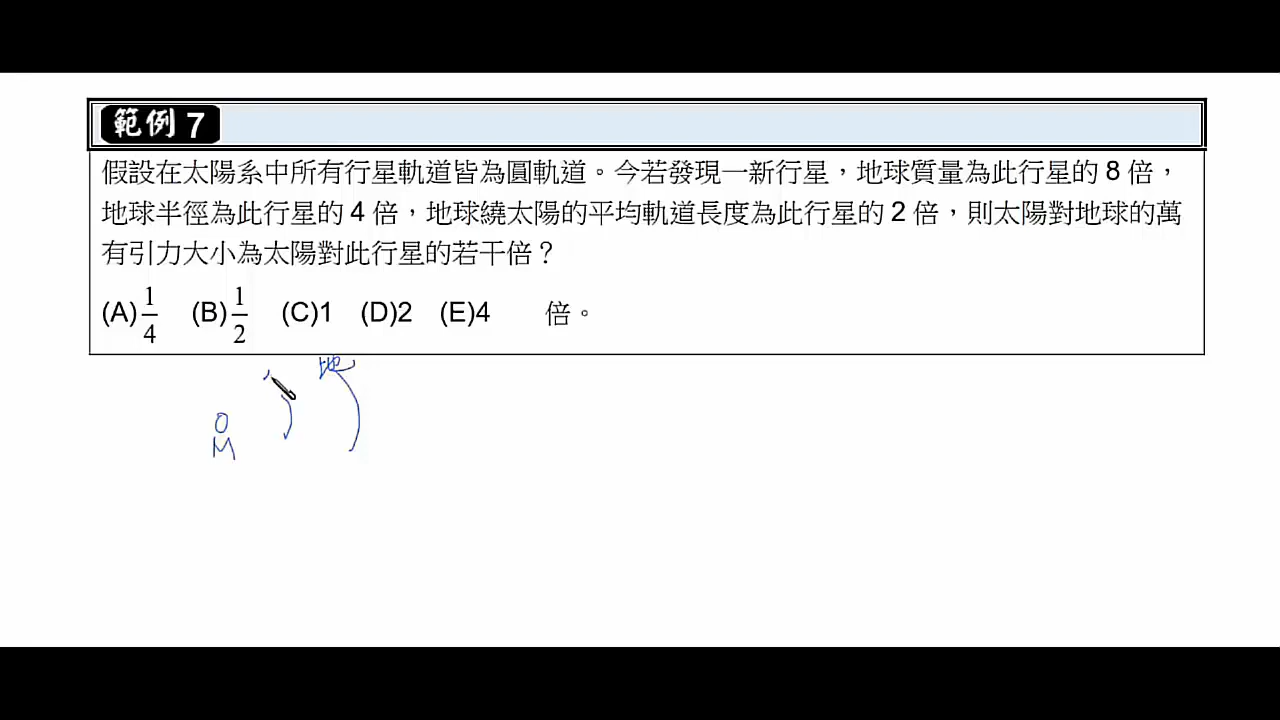 範例 7
假設在太陽系中所有行星軌道皆為圓軌道。今若發現一新行星，地球質量為此行星的 8 倍，
地球半徑為此行星的 4 倍，地球繞太陽的平均軌道長度為此行星的 2 倍，則太陽對地球的萬
有引力大小為太陽對此行星的若干倍？
(A) 1/4 (B) 1/2 (C)1 (D)2 (E)4 倍。
地
M